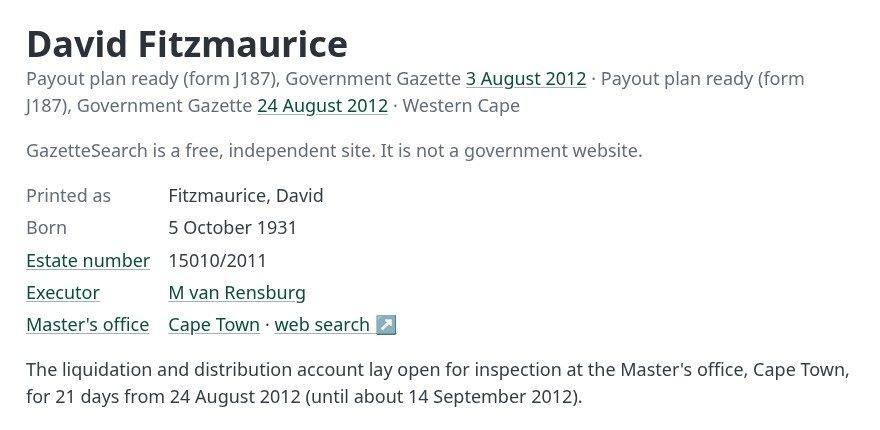 David Fitzmaurice
Payout plan ready (form J187), Government Gazette 3 August 2012 · Payout plan ready (form
J187), Government Gazette 24 August 2012 · Western Cape
GazetteSearch is a free, independent site. It is not a government website.
Printed as Fitzmaurice, David
Born 5 October 1931
Estate number 15010/2011
Executor M van Rensburg
Master's office Cape Town · web search ↗
The liquidation and distribution account lay open for inspection at the Master's office, Cape Town,
for 21 days from 24 August 2012 (until about 14 September 2012).